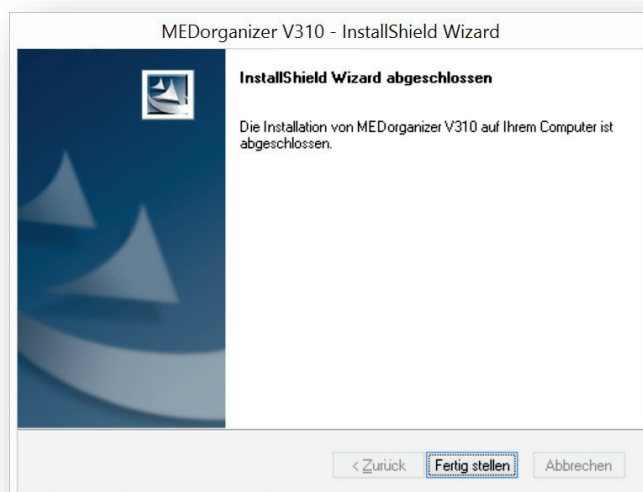 MEDorganizer V310 - InstallShield Wizard
InstallShield Wizard abgeschlossen
Die Installation von MEDorganizer V310 auf Ihrem Computer ist
abgeschlossen.
< Zurück
Fertig stellen
Abbrechen